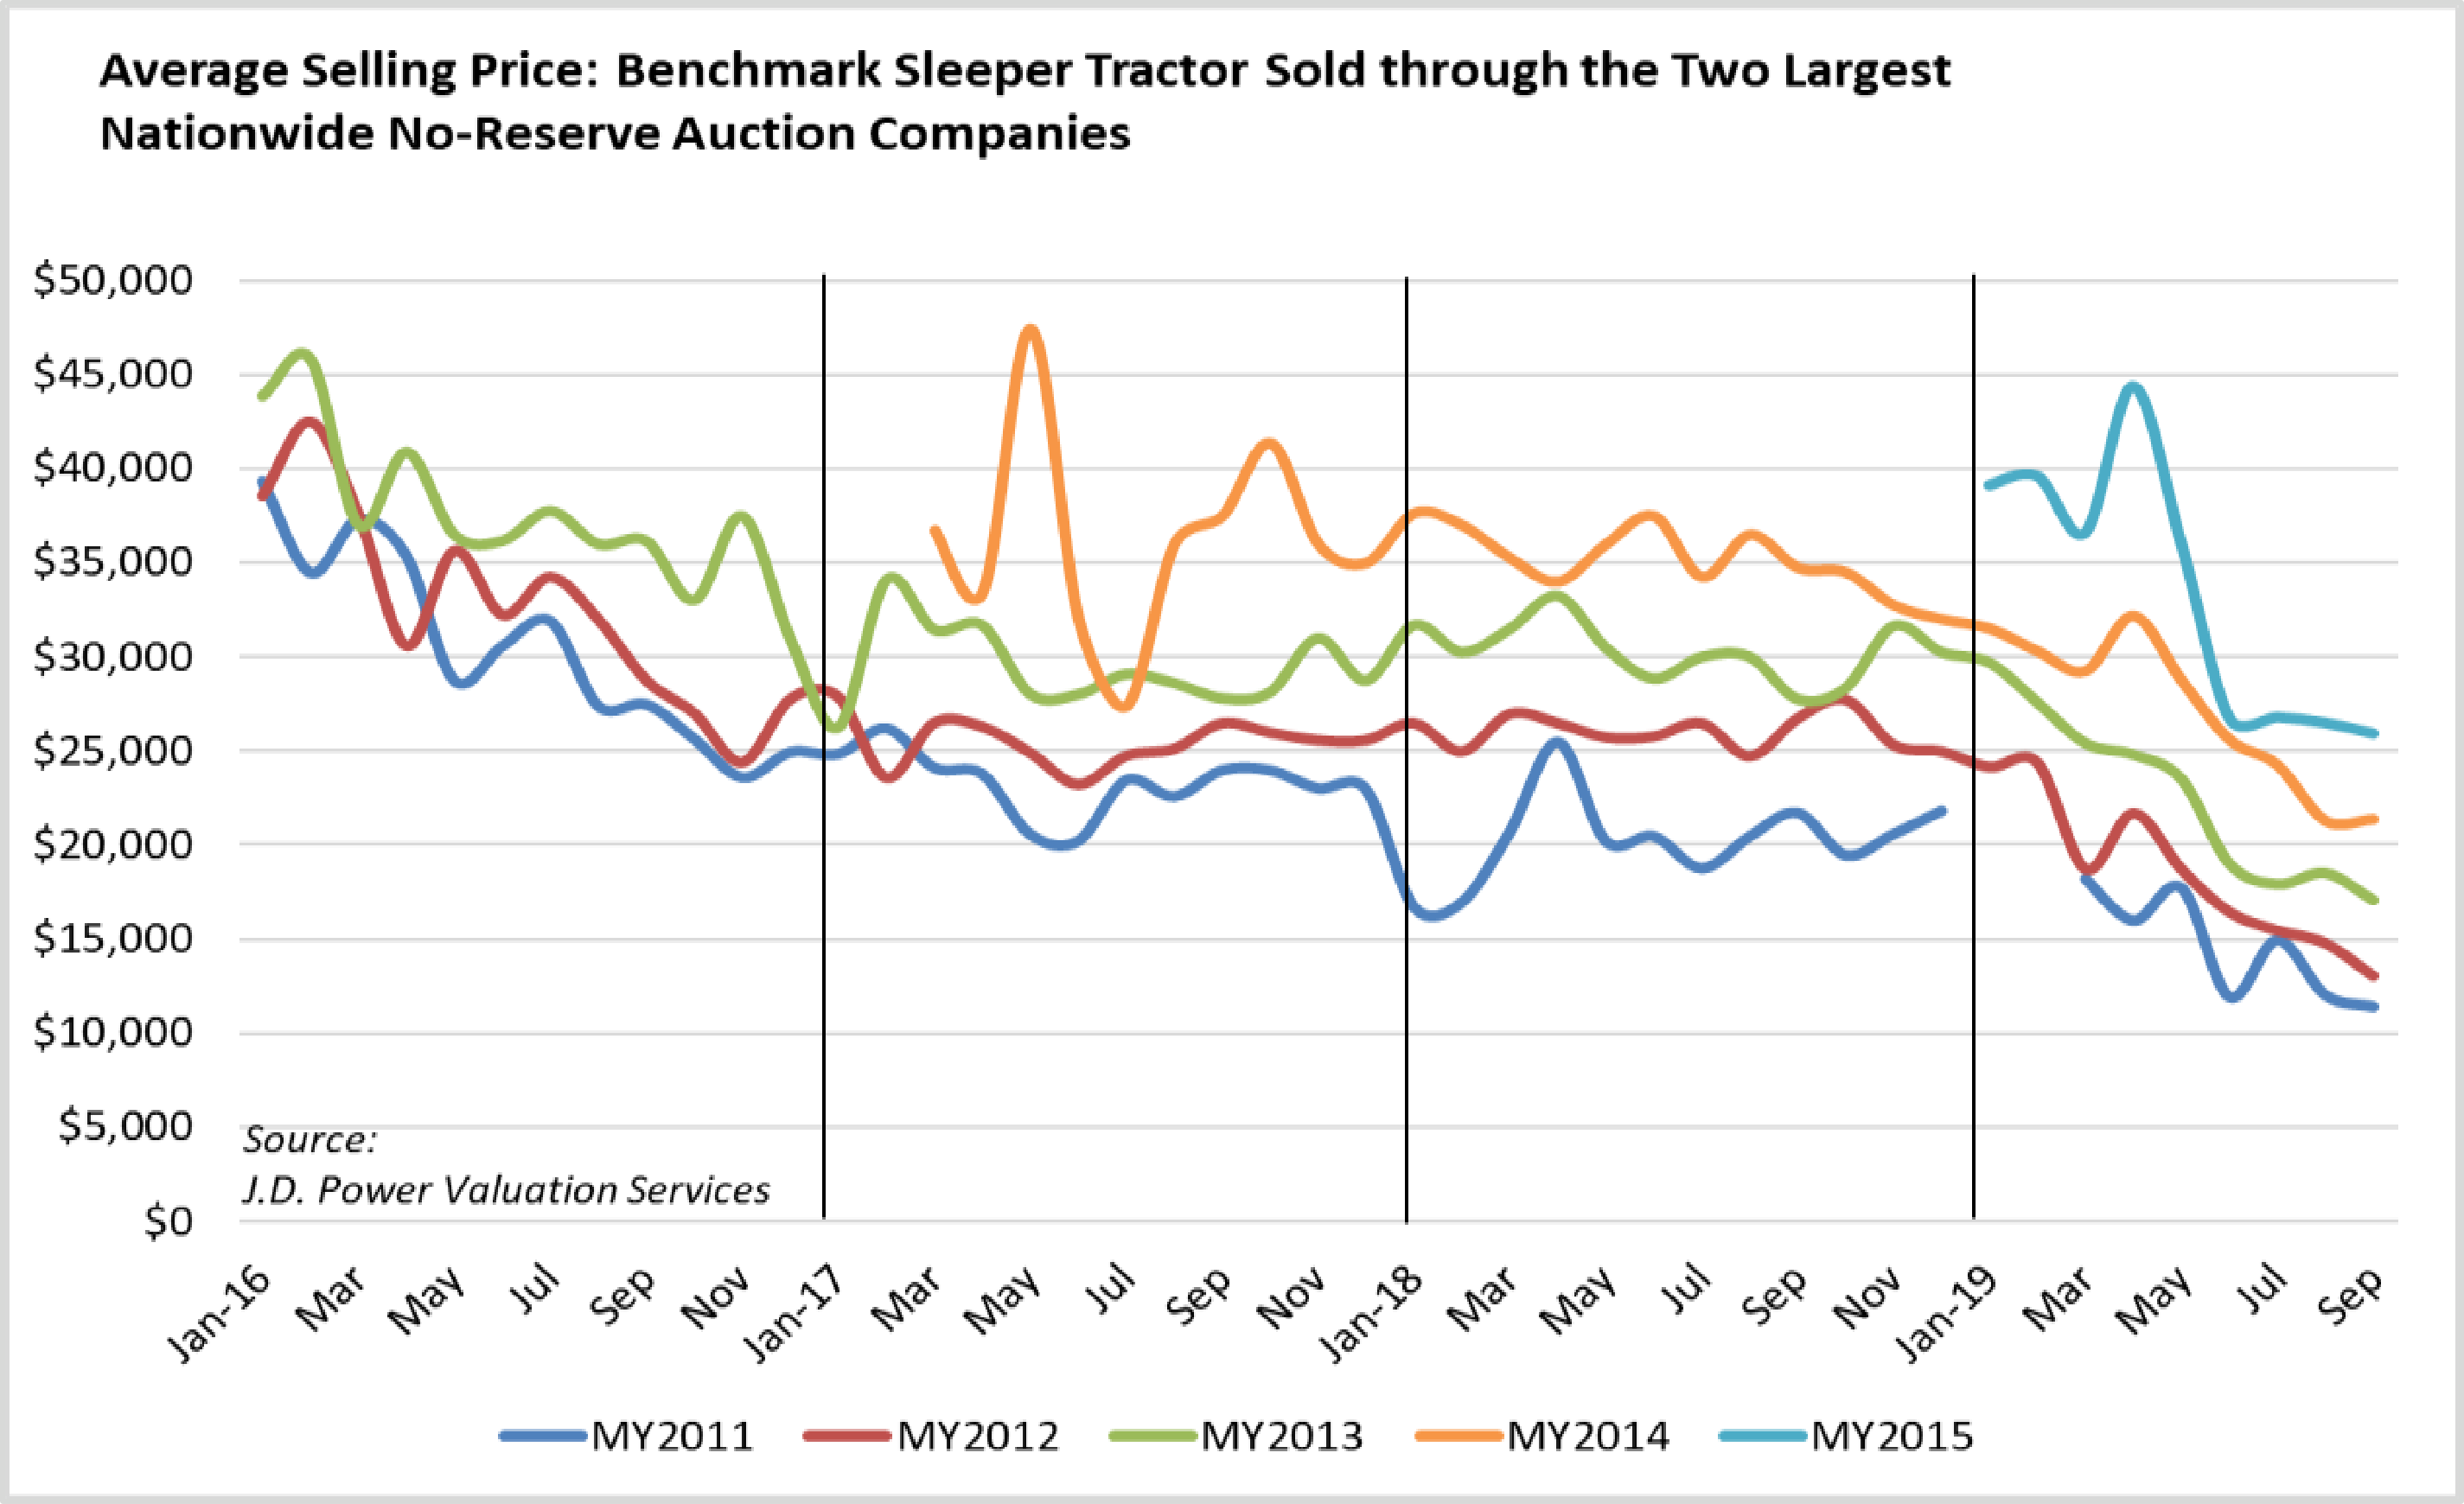 Average Selling Price: Benchmark Sleeper Tractor Sold through the Two Largest
Nationwide No-Reserve Auction Companies
$50,000
$45,000
$40,000
$35,000
$30,000
$25,000
$20,000
$15,000
$10,000
$5,000
$0
Source:
J.D. Power Valuation Services
Jan-16
Mar
May
Jul
Sep
Nov
Jan-17
Mar
May
Jul
Sep
Nov
Jan-18
Mar
May
Jul
Sep
Nov
Jan-19
Mar
May
Jul
Sep
MY2011
MY2012
MY2013
MY2014
MY2015